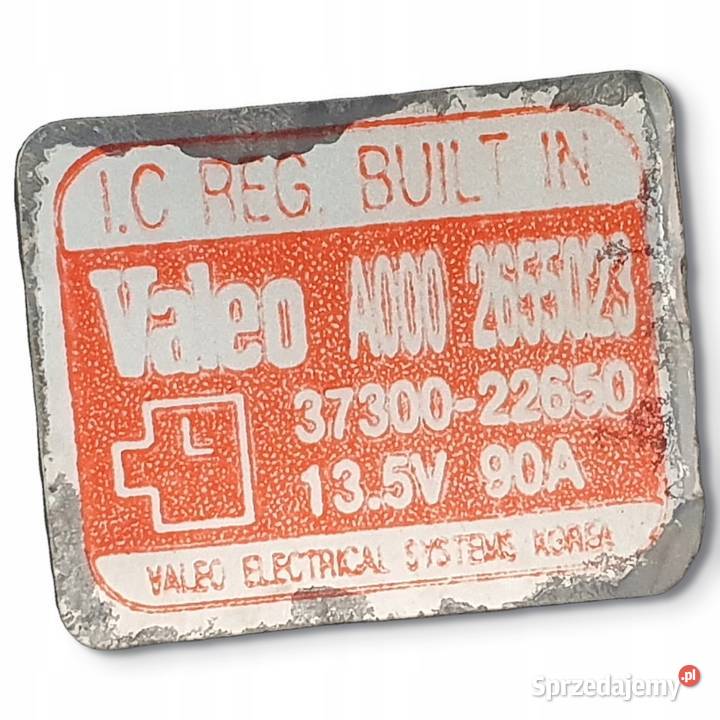 I.C REG. BUILT IN
Valeo A000 2655023
37300-22650
L
13.5V 90A
VALEO ELECTRICAL SYSTEMS KOREA
Sprzedajemy.pl